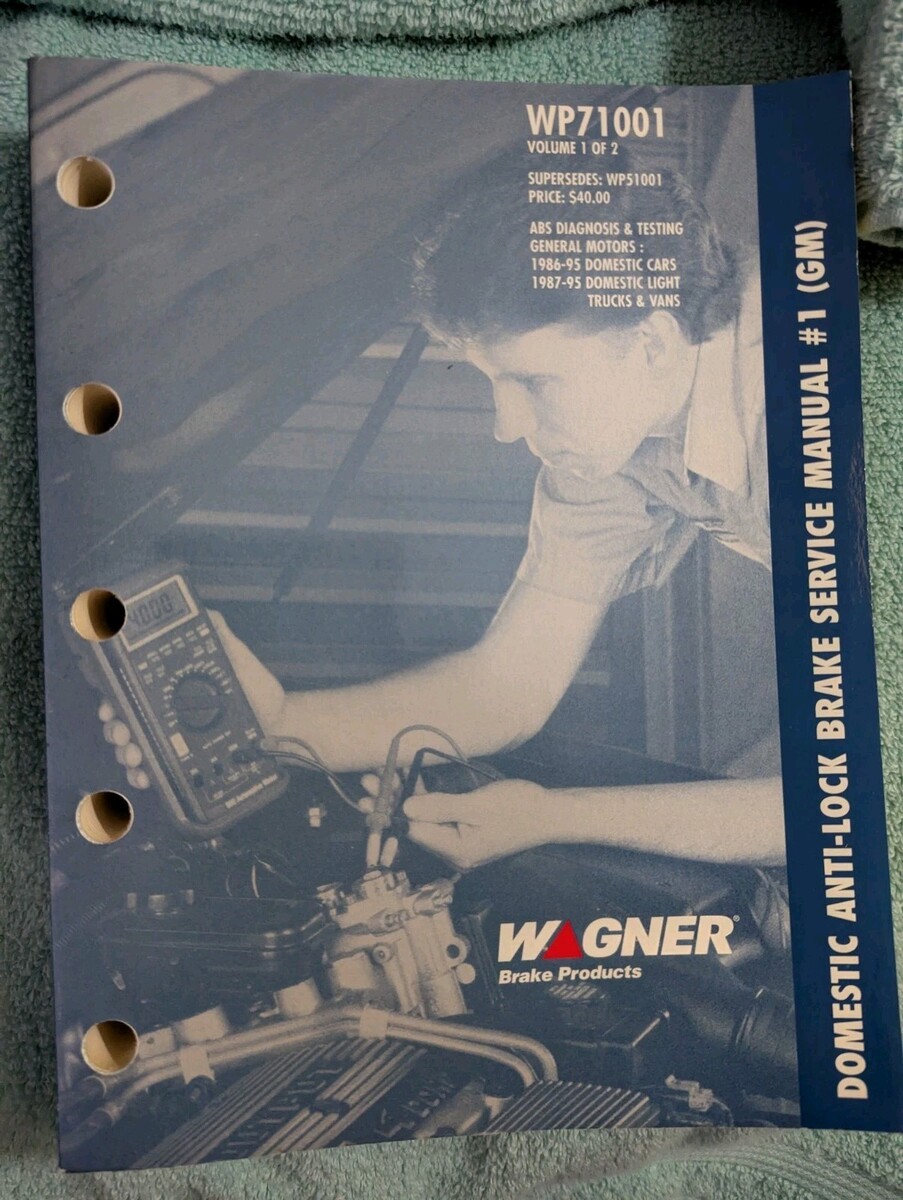 WP71001
VOLUME 1 OF 2
SUPERSEDES: WP51001
PRICE: $40.00
ABS DIAGNOSIS & TESTING
GENERAL MOTORS :
1986-95 DOMESTIC CARS
1987-95 DOMESTIC LIGHT
TRUCKS & VANS
DOMESTIC ANTI-LOCK BRAKE SERVICE MANUAL #1 (GM)
4000
WAGNER®
Brake Products